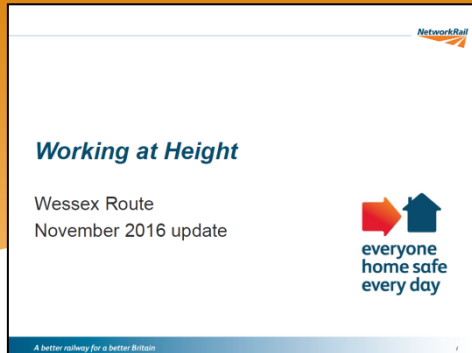 NetworkRail
Working at Height
Wessex Route
November 2016 update
everyone
home safe
every day
A better railway for a better Britain